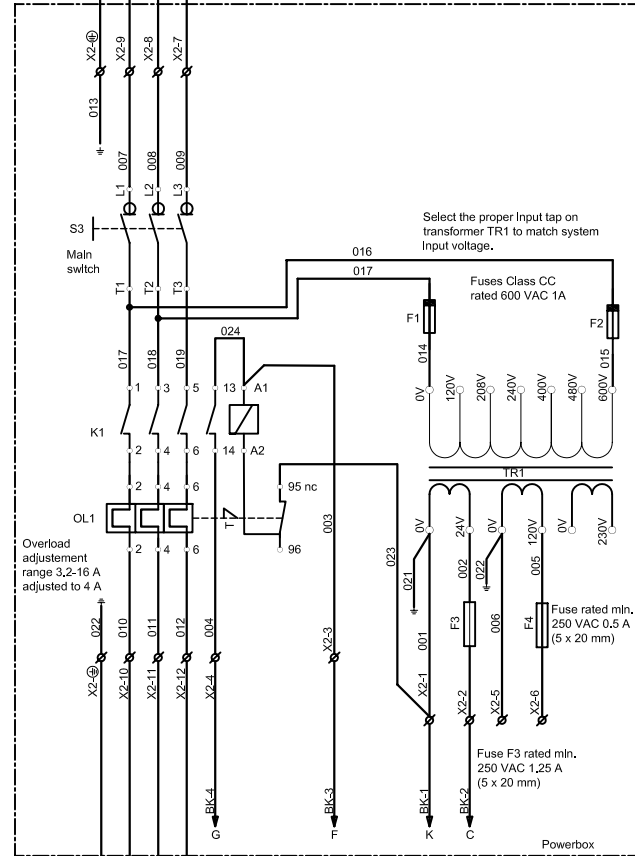 X2-
X2-9
X2-8
X2-7
013
007
008
009
L1
L2
L3
S3
Main
switch
T1
T2
T3
Select the proper Input tap on
transformer TR1 to match system
Input voltage.
016
017
Fuses Class CC
rated 600 VAC 1A
F1
F2
024
014
015
017
018
019
1
3
5
13
A1
0V
120V
208V
240V
400V
480V
600V
K1
2
4
6
14
A2
TR1
2
4
6
95 nc
OL1
T
003
023
0V
24V
0V
120V
0V
230V
2
4
6
96
Overload
adjustement
range 3.2-16 A
adjusted to 4 A
021
002
022
005
022
010
011
012
004
001
F3
006
F4
Fuse rated min.
250 VAC 0.5 A
(5 x 20 mm)
X2-
X2-10
X2-11
X2-12
X2-4
X2-3
X2-1
X2-2
X2-5
X2-6
Fuse F3 rated min.
250 VAC 1.25 A
(5 x 20 mm)
BK-4
BK-3
BK-1
BK-2
G
F
K
C
Powerbox